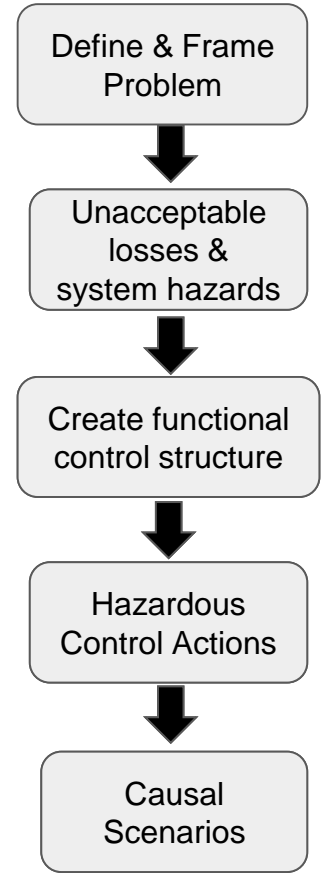 Define & Frame
Problem
Unacceptable
losses &
system hazards
Create functional
control structure
Hazardous
Control Actions
Causal
Scenarios